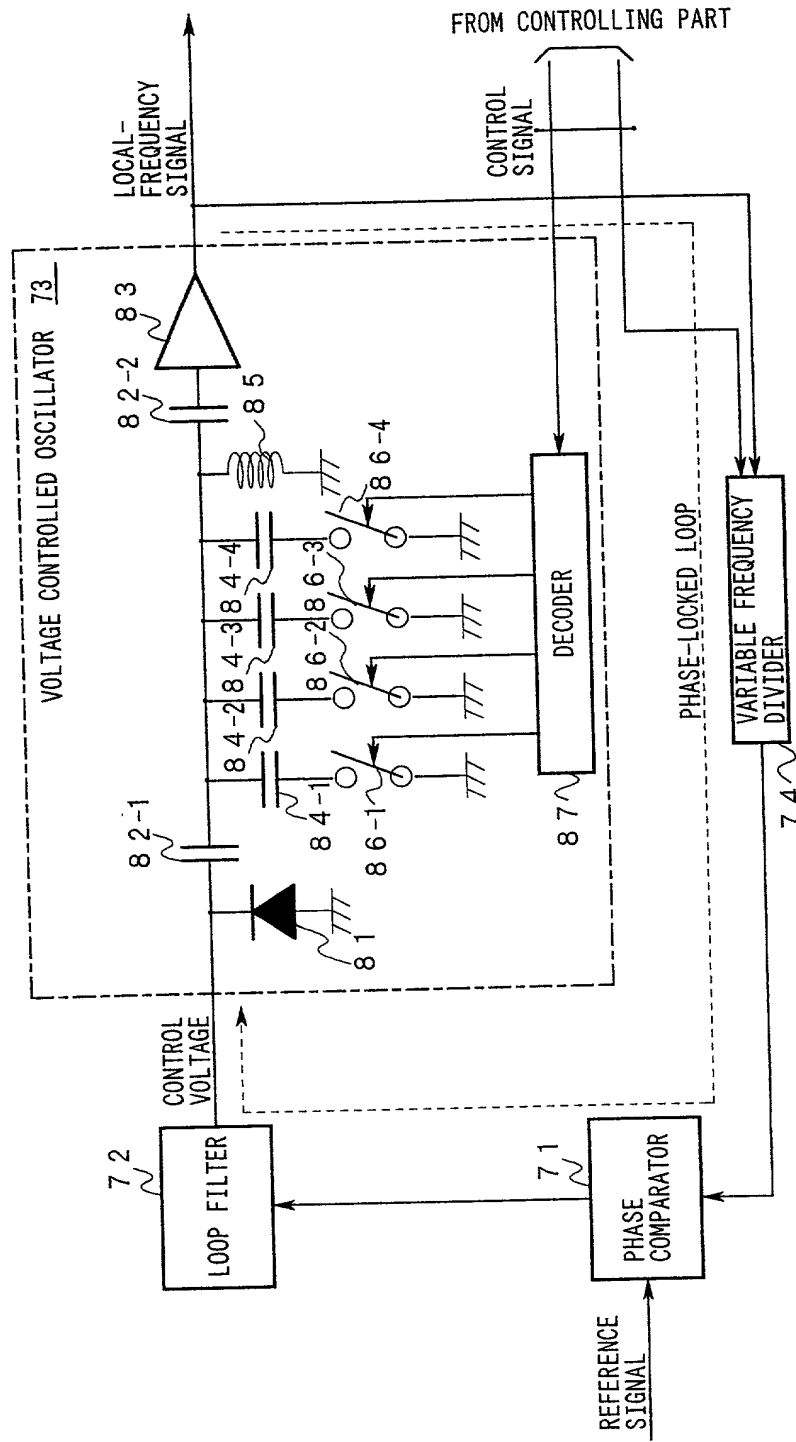 FROM CONTROLLING PART
LOCAL-
FREQUENCY
SIGNAL
CONTROL
SIGNAL
VOLTAGE CONTROLLED OSCILLATOR 73
83
82-2
85
86-4
84-4
86-3
84-3
86-2
84-2
84-1
86-1
82-1
81
DECODER
87
PHASE-LOCKED LOOP
VARIABLE FREQUENCY
DIVIDER
74
CONTROL
VOLTAGE
72
LOOP FILTER
71
PHASE
COMPARATOR
REFERENCE
SIGNAL